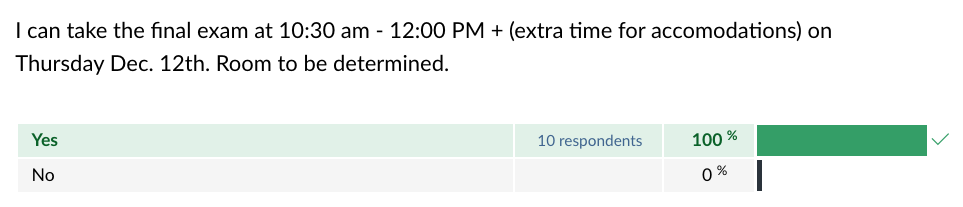 I can take the final exam at 10:30 am - 12:00 PM + (extra time for accomodations) on
Thursday Dec. 12th. Room to be determined.
Yes 10 respondents 100 %
No 0 %